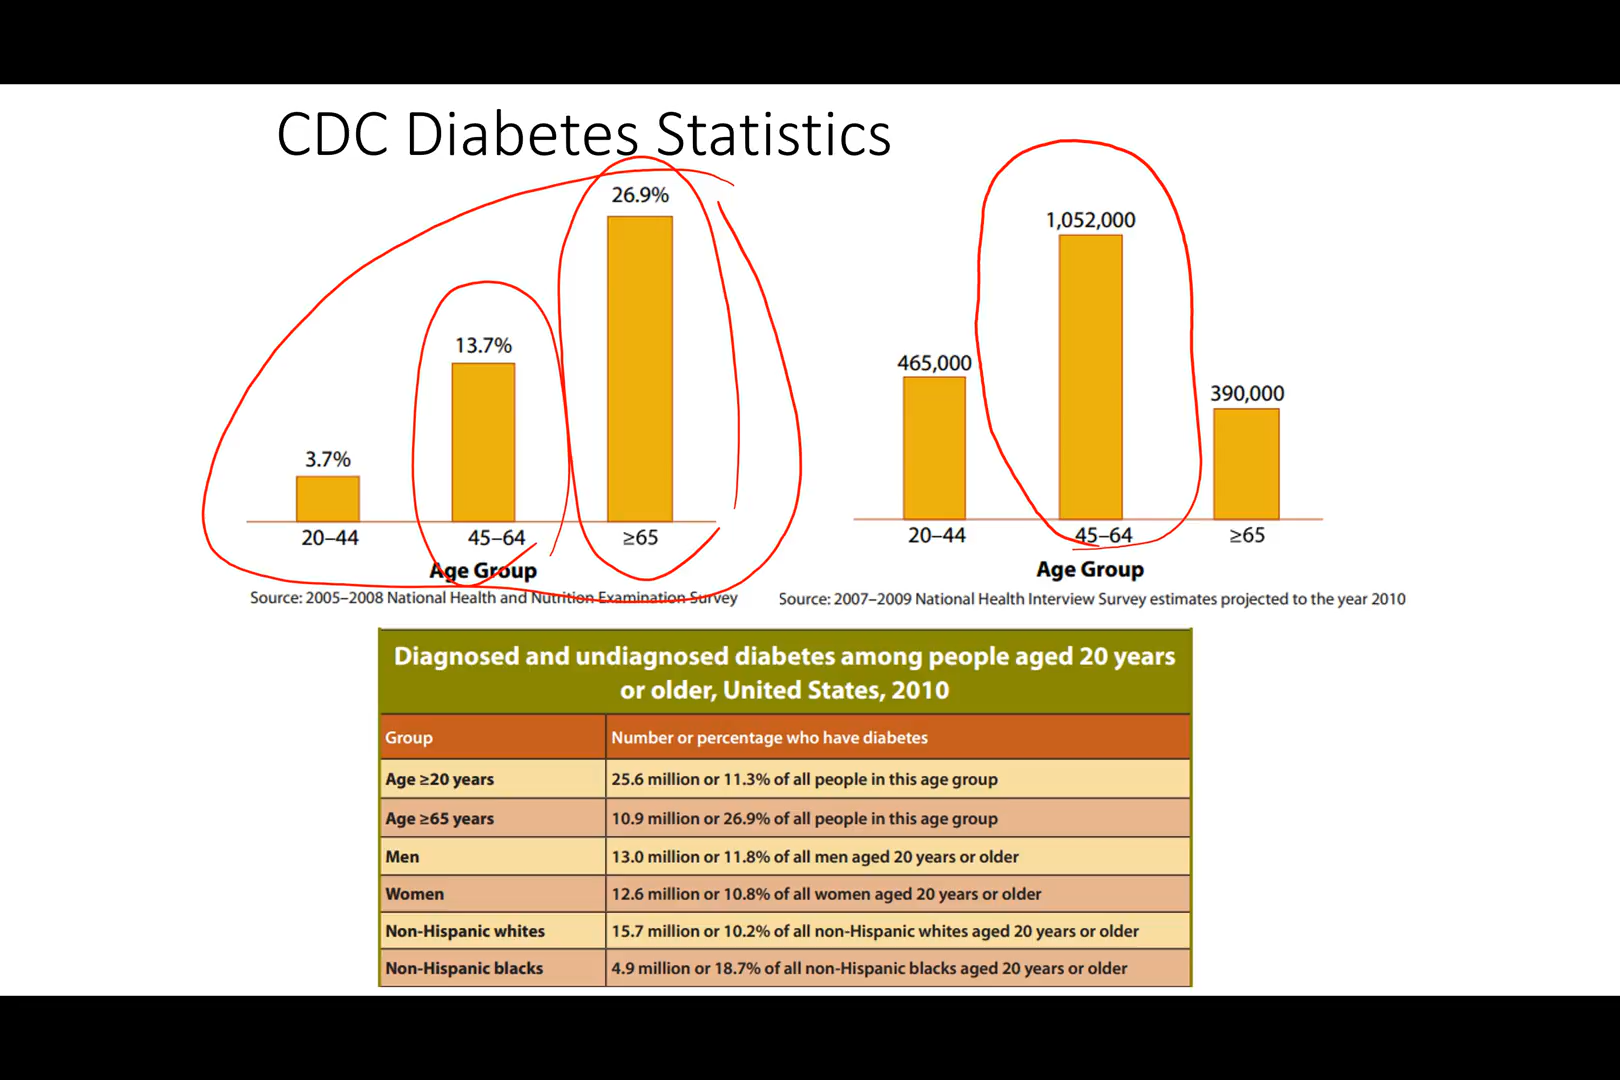 CDC Diabetes Statistics
26.9%
13.7%
3.7%
20–44 45–64 ≥65
Age Group
Source: 2005–2008 National Health and Nutrition Examination Survey
1,052,000
465,000
390,000
20–44 45–64 ≥65
Age Group
Source: 2007–2009 National Health Interview Survey estimates projected to the year 2010
Diagnosed and undiagnosed diabetes among people aged 20 years
or older, United States, 2010
Group Number or percentage who have diabetes
Age ≥20 years 25.6 million or 11.3% of all people in this age group
Age ≥65 years 10.9 million or 26.9% of all people in this age group
Men 13.0 million or 11.8% of all men aged 20 years or older
Women 12.6 million or 10.8% of all women aged 20 years or older
Non-Hispanic whites 15.7 million or 10.2% of all non-Hispanic whites aged 20 years or older
Non-Hispanic blacks 4.9 million or 18.7% of all non-Hispanic blacks aged 20 years or older